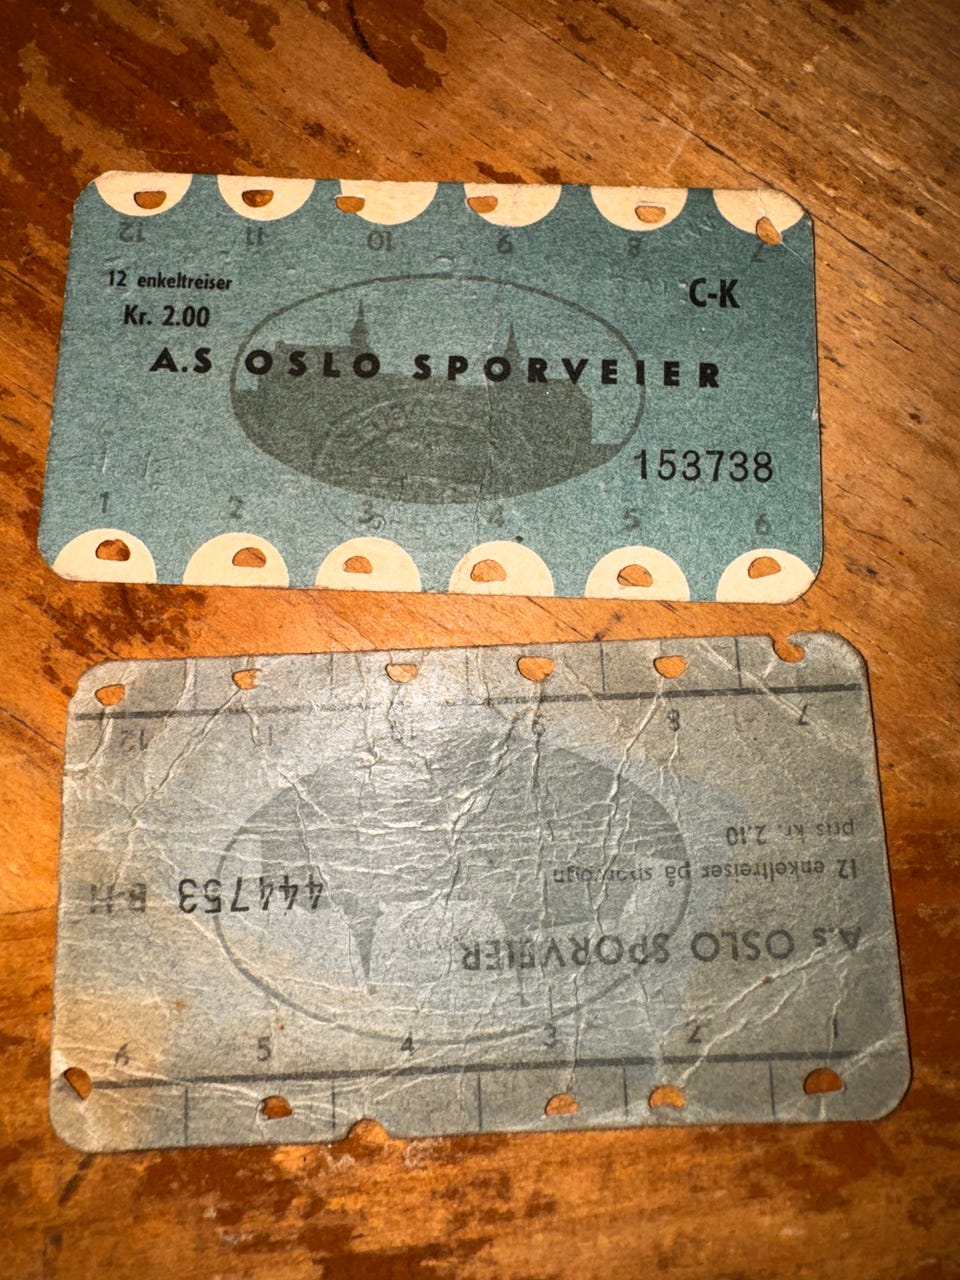 12 11 10 9 8 7
12 enkeltreiser
Kr. 2.00
C-K
A.S OSLO SPORVEIER
153738
1 2 3 4 5 6
1 2 3 4 5 6
A.s OSLO SPORVEIER
12 enkeltreiser på sporvogn
pris kr. 2.10
444753 B-H
7 8 9 10 11 12